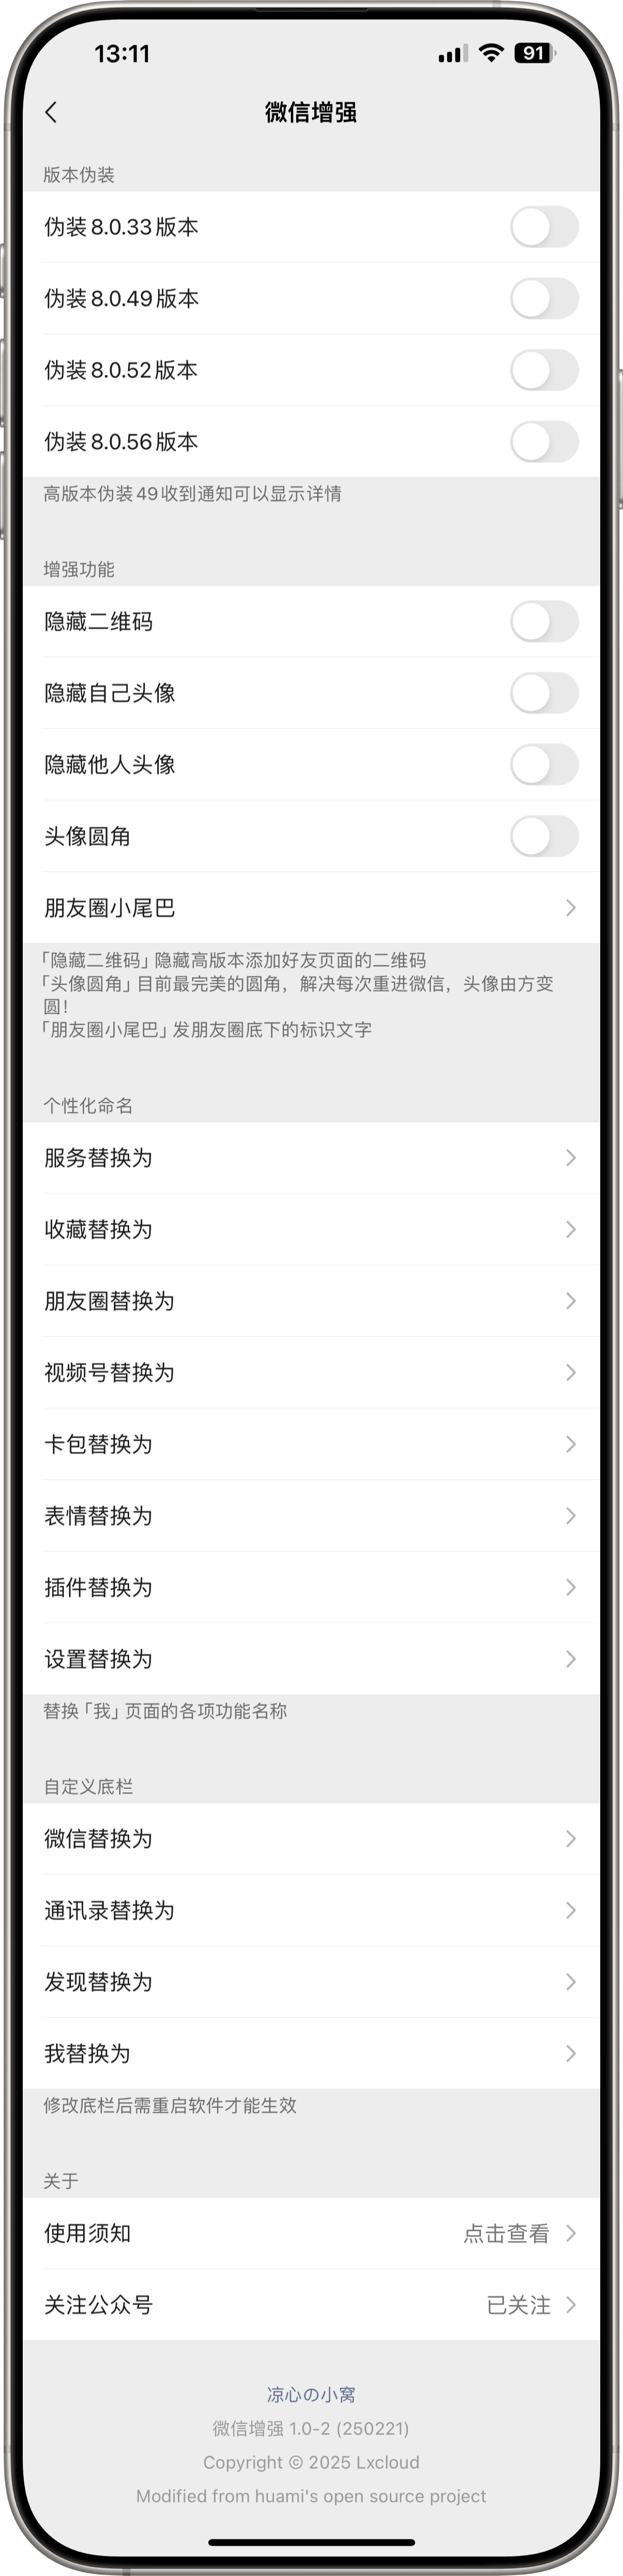 13:11
91
微信增强
版本伪装
伪装8.0.33版本
伪装8.0.49版本
伪装8.0.52版本
伪装8.0.56版本
高版本伪装49收到通知可以显示详情
增强功能
隐藏二维码
隐藏自己头像
隐藏他人头像
头像圆角
朋友圈小尾巴
「隐藏二维码」隐藏高版本添加好友页面的二维码
「头像圆角」目前最完美的圆角，解决每次重进微信，头像由方变
圆！
「朋友圈小尾巴」发朋友圈底下的标识文字
个性化命名
服务替换为
收藏替换为
朋友圈替换为
视频号替换为
卡包替换为
表情替换为
插件替换为
设置替换为
替换「我」页面的各项功能名称
自定义底栏
微信替换为
通讯录替换为
发现替换为
我替换为
修改底栏后需重启软件才能生效
关于
使用须知 点击查看
关注公众号 已关注
凉心の小窝
微信增强 1.0-2 (250221)
Copyright © 2025 Lxcloud
Modified from huami's open source project